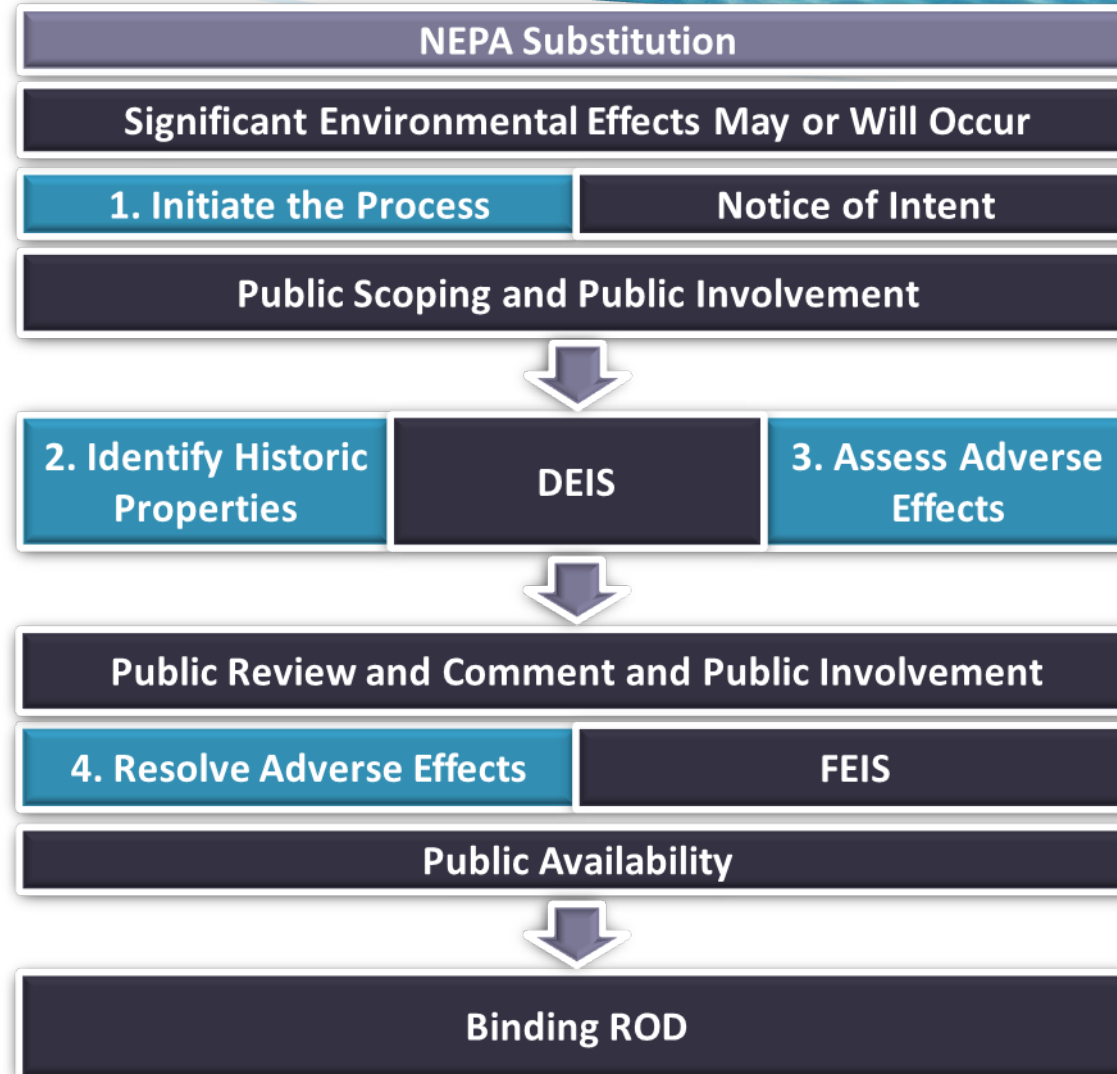 NEPA Substitution
Significant Environmental Effects May or Will Occur
1. Initiate the Process
Notice of Intent
Public Scoping and Public Involvement
2. Identify Historic
Properties
DEIS
3. Assess Adverse
Effects
Public Review and Comment and Public Involvement
4. Resolve Adverse Effects
FEIS
Public Availability
Binding ROD